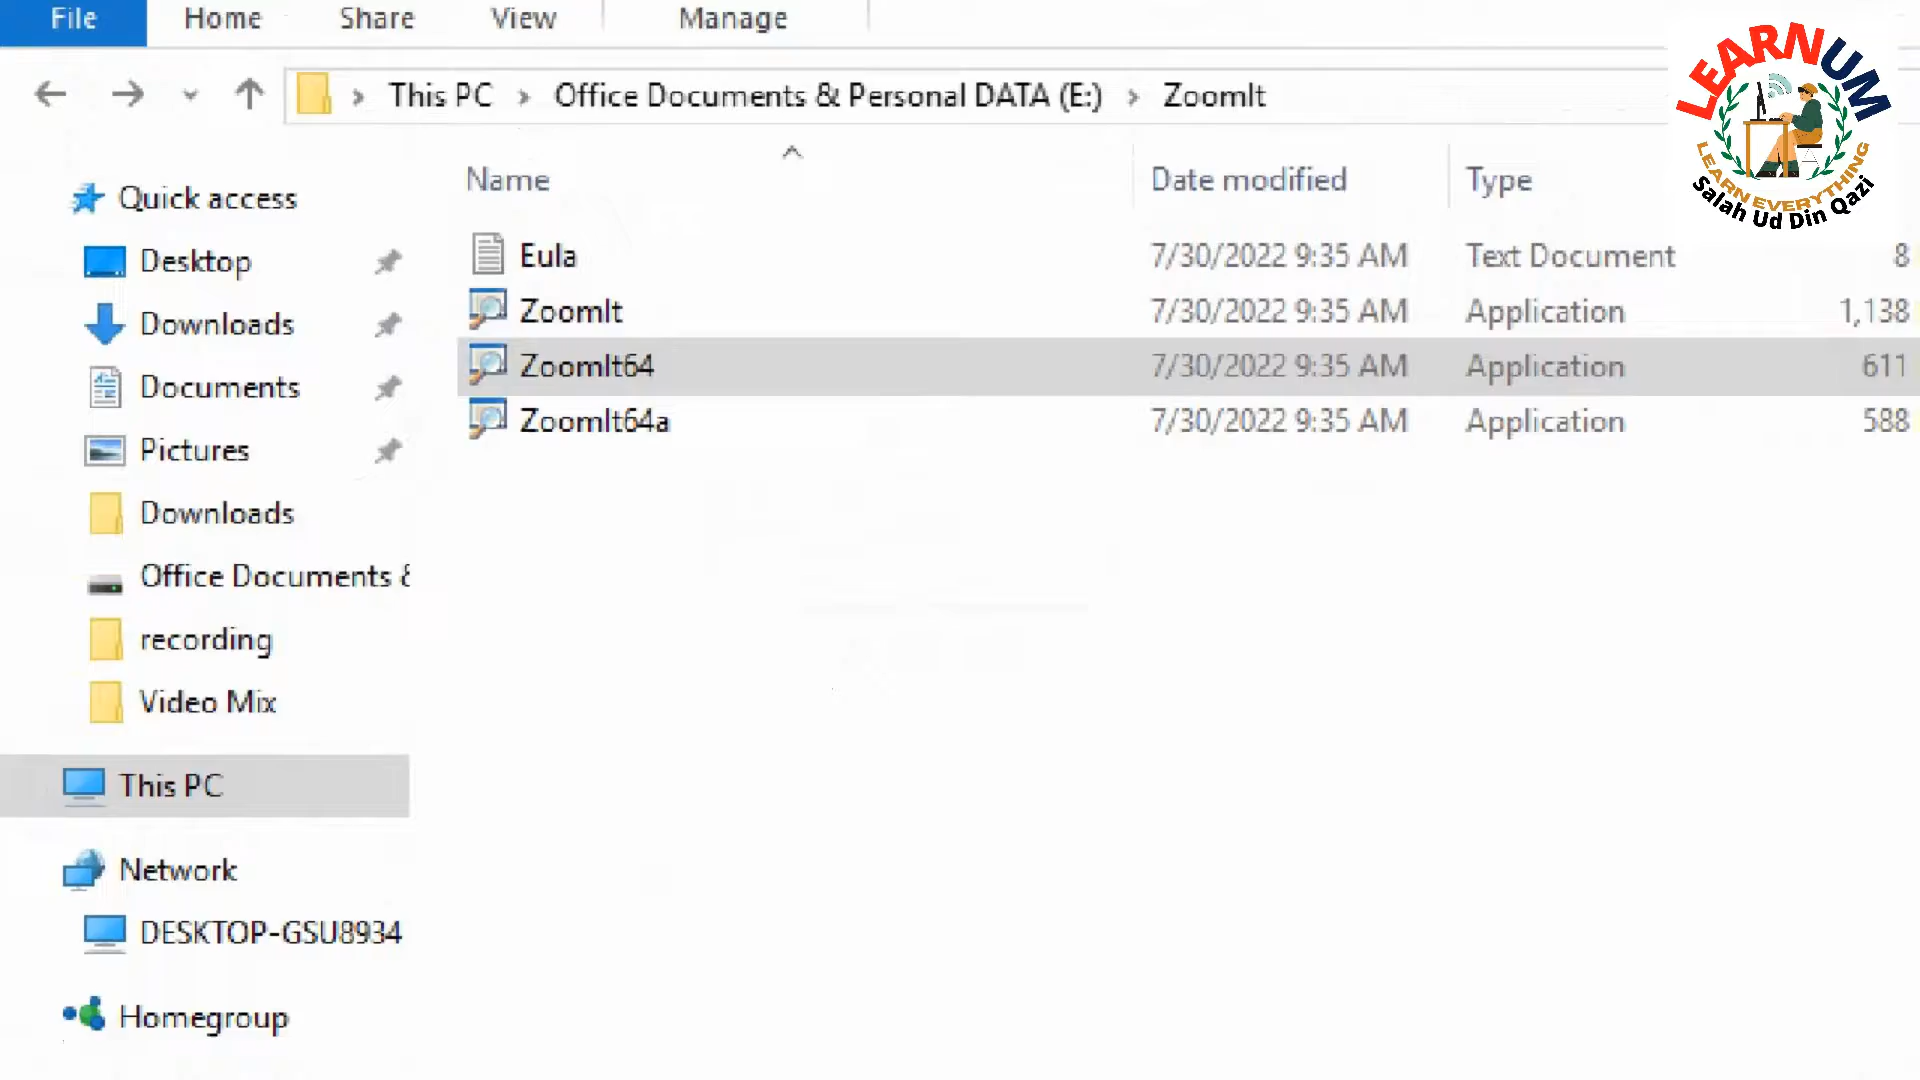 File Home Share View Manage
This PC > Office Documents & Personal DATA (E:) > ZoomIt
Name Date modified Type
Quick access
Desktop
Downloads
Documents
Pictures
Downloads
Office Documents &
recording
Video Mix
This PC
Network
DESKTOP-GSU8934
Homegroup
Eula 7/30/2022 9:35 AM Text Document 8
ZoomIt 7/30/2022 9:35 AM Application 1,138
ZoomIt64 7/30/2022 9:35 AM Application 611
ZoomIt64a 7/30/2022 9:35 AM Application 588
LEARNUM
LEARN EVERYTHING
Salah Ud Din Qazi